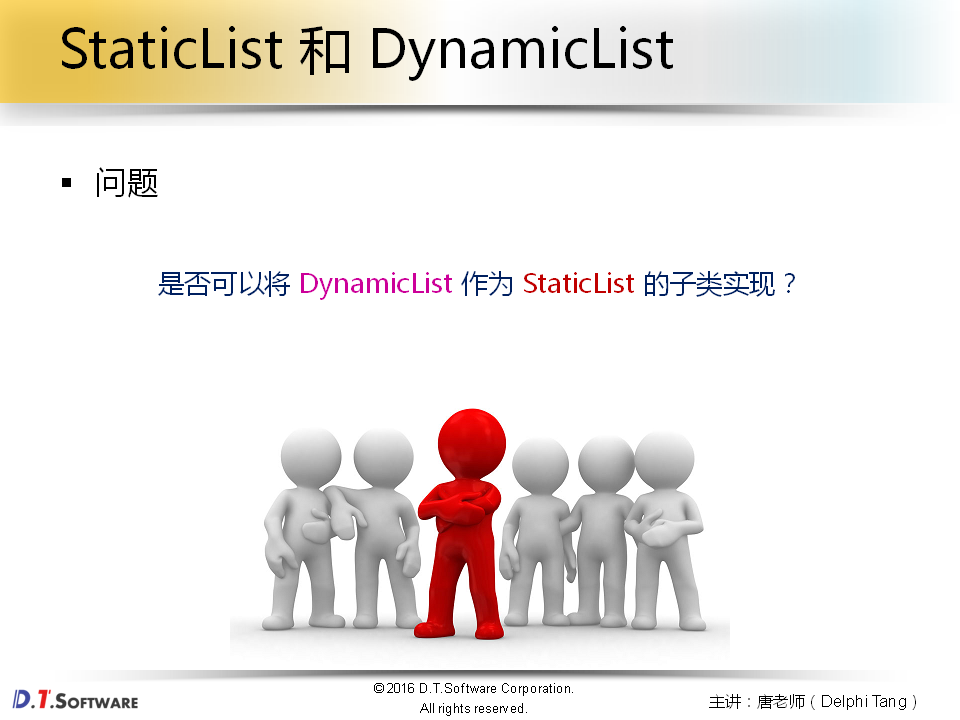 StaticList 和 DynamicList
▪ 问题
是否可以将 DynamicList 作为 StaticList 的子类实现？
D.T.SOFTWARE
©2016 D.T.Software Corporation.
All rights reserved.
主讲：唐老师（Delphi Tang）